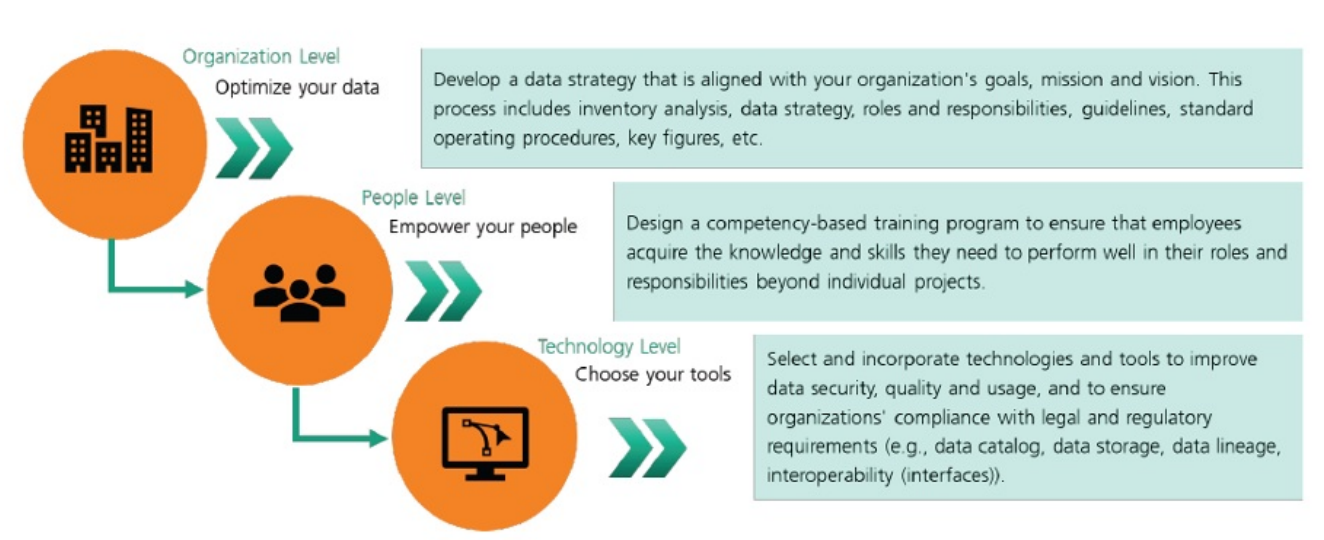 Organization Level
Optimize your data
Develop a data strategy that is aligned with your organization's goals, mission and vision. This
process includes inventory analysis, data strategy, roles and responsibilities, guidelines, standard
operating procedures, key figures, etc.
People Level
Empower your people
Design a competency-based training program to ensure that employees
acquire the knowledge and skills they need to perform well in their roles and
responsibilities beyond individual projects.
Technology Level
Choose your tools
Select and incorporate technologies and tools to improve
data security, quality and usage, and to ensure
organizations' compliance with legal and regulatory
requirements (e.g., data catalog, data storage, data lineage,
interoperability (interfaces)).